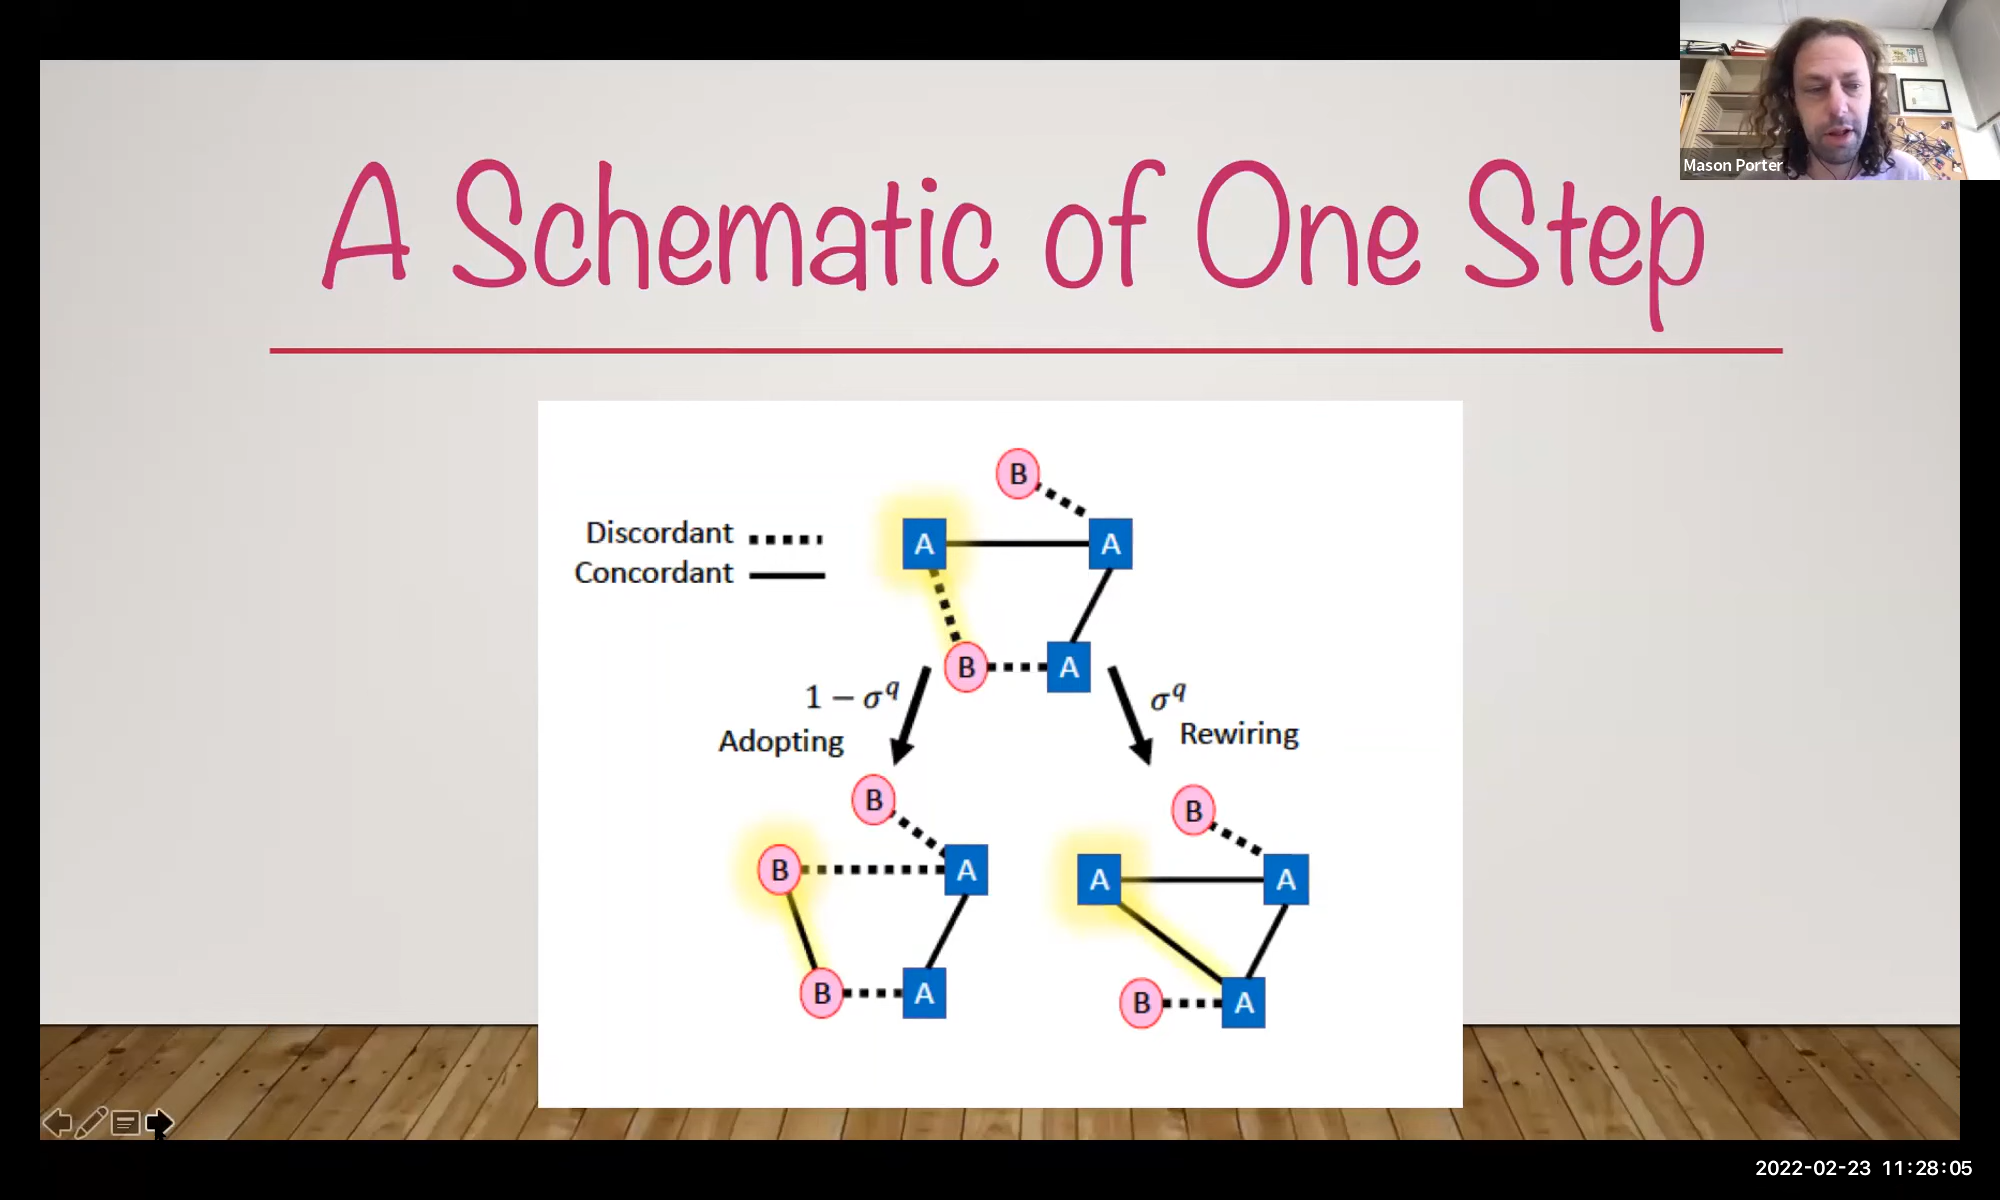 Mason Porter
A Schematic of One Step
B
Discordant
A
A
Concordant
B
A
1 − σ^q
σ^q
Adopting
Rewiring
B
B
B
A
A
A
B
A
B
A
2022-02-23 11:28:05